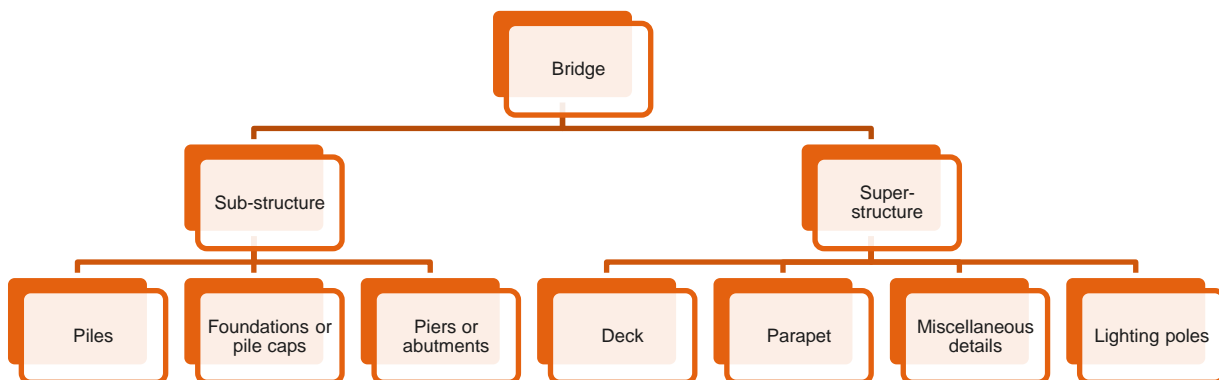 Bridge
Sub-structure
Super-
structure
Piles
Foundations or
pile caps
Piers or
abutments
Deck
Parapet
Miscellaneous
details
Lighting poles